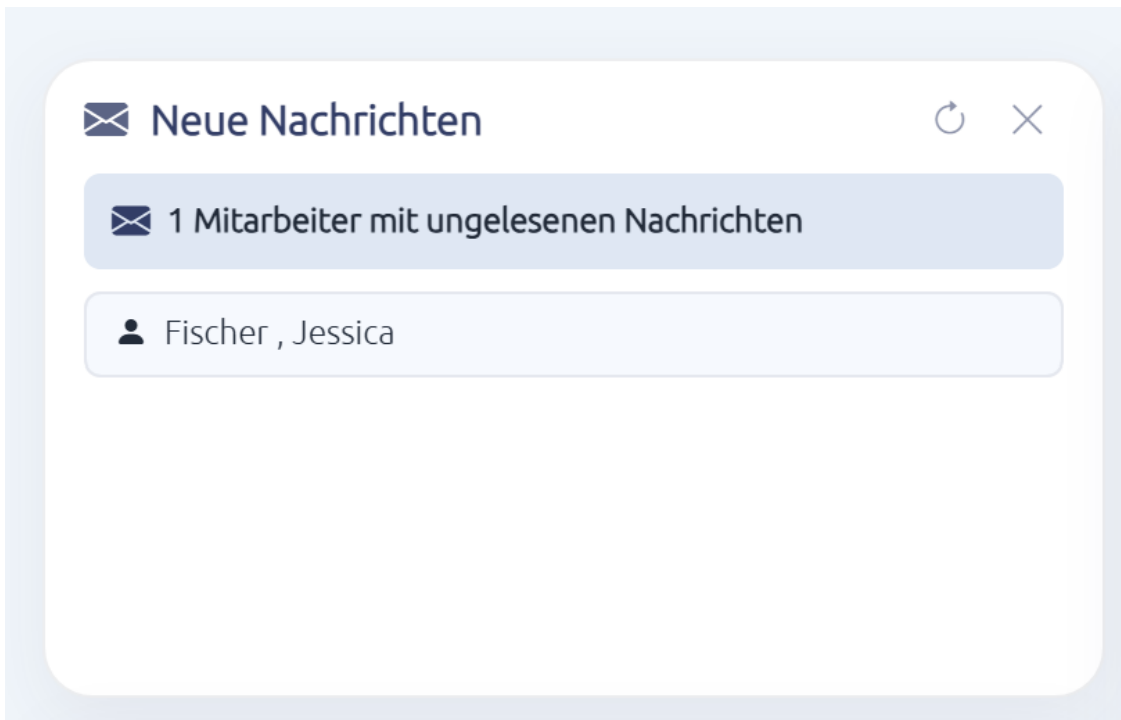 Neue Nachrichten
1 Mitarbeiter mit ungelesenen Nachrichten
Fischer , Jessica